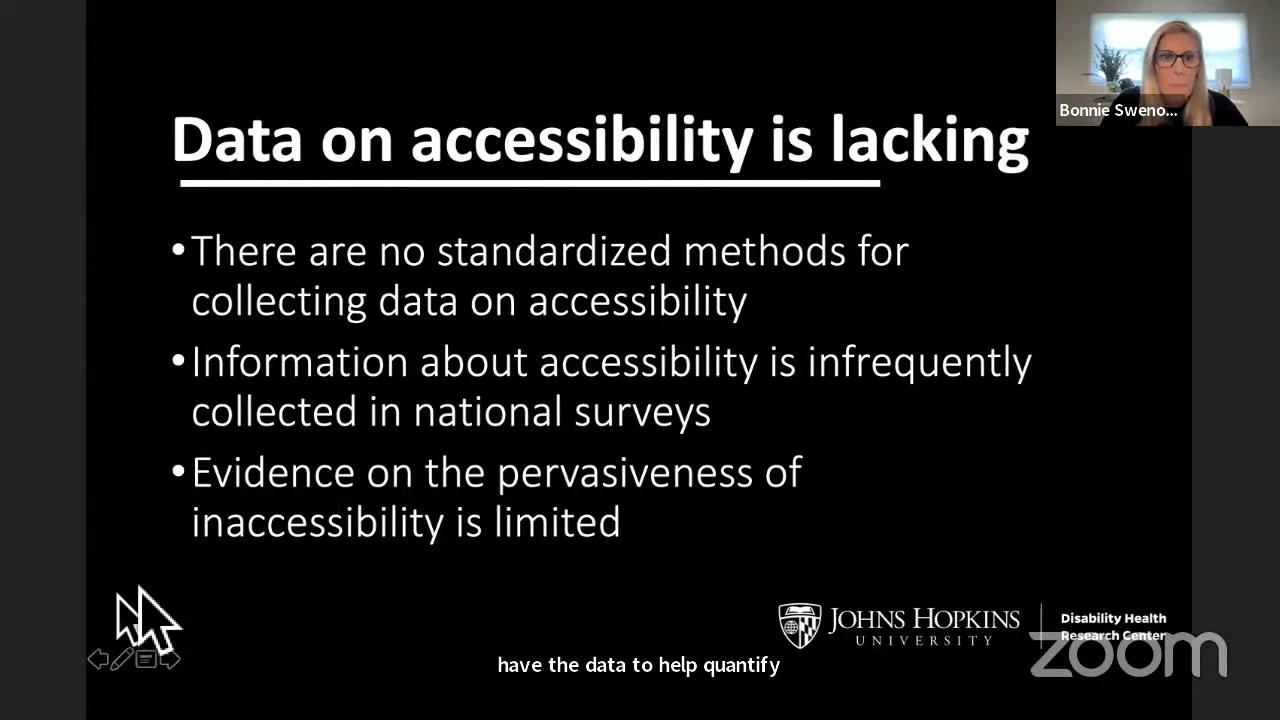 Bonnie Sweno...
Data on accessibility is lacking
•There are no standardized methods for
collecting data on accessibility
•Information about accessibility is infrequently
collected in national surveys
•Evidence on the pervasiveness of
inaccessibility is limited
JOHNS HOPKINS
UNIVERSITY
Disability Health
Research Center
zoom
have the data to help quantify